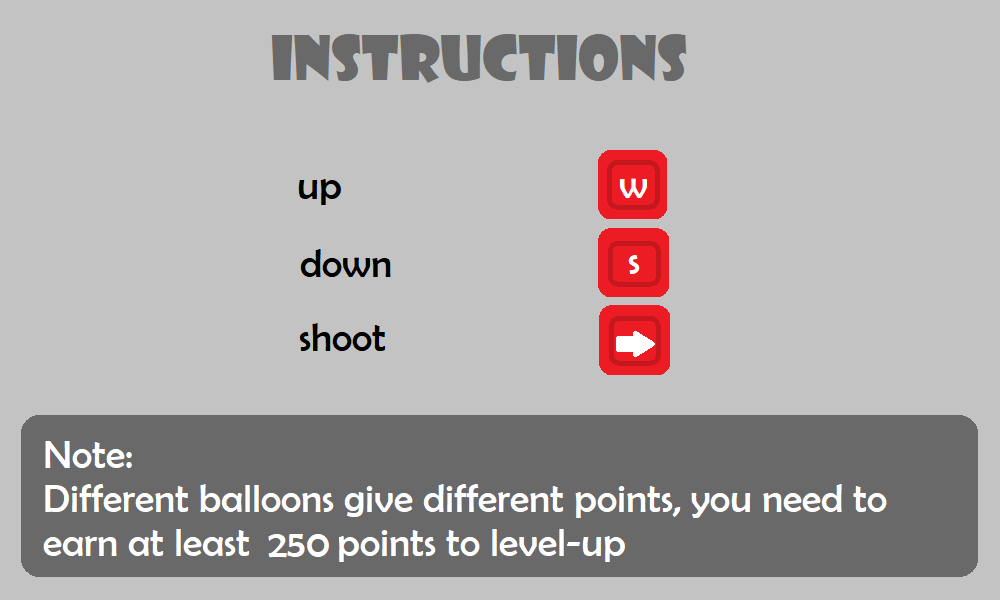 INSTRUCTIONS
up w
down s
shoot
Note:
Different balloons give different points, you need to
earn at least 250 points to level-up